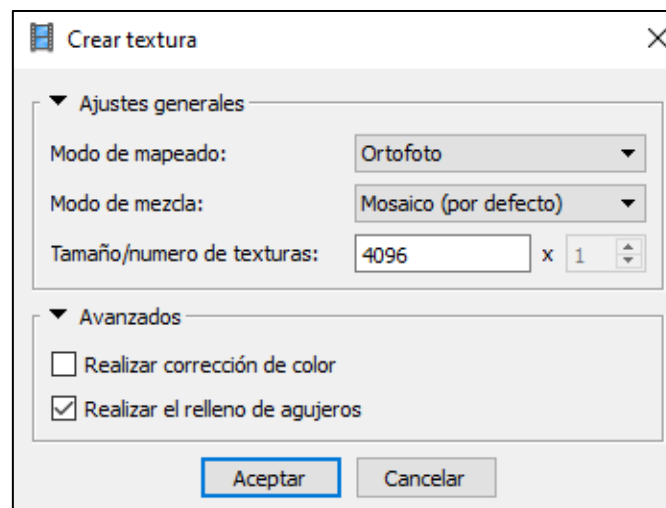 Crear textura
Ajustes generales
Modo de mapeado: Ortofoto
Modo de mezcla: Mosaico (por defecto)
Tamaño/numero de texturas: 4096 x 1
Avanzados
Realizar corrección de color
Realizar el relleno de agujeros
Aceptar Cancelar